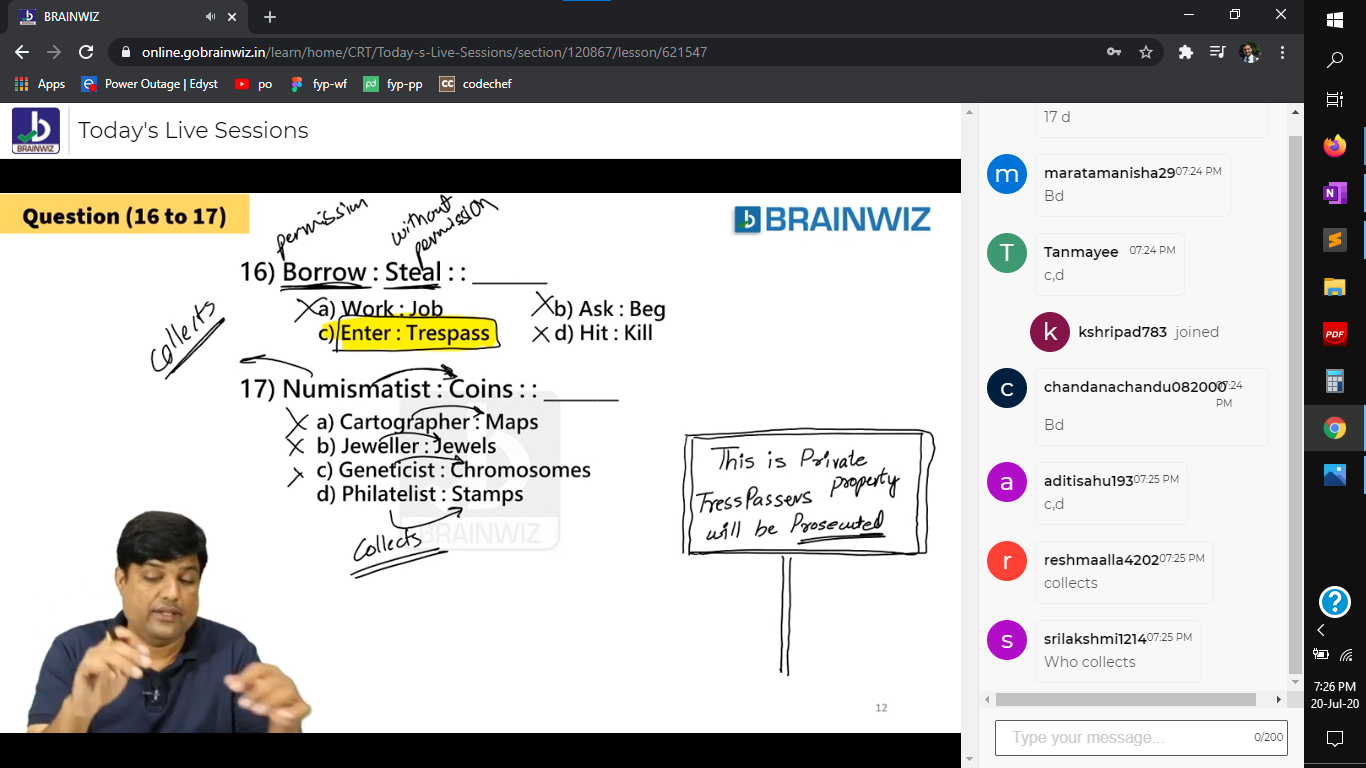 BRAINWIZ
online.gobrainwiz.in/learn/home/CRT/Today-s-Live-Sessions/section/120867/lesson/621547
Apps
Power Outage | Edyst
po
fyp-wf
fyp-pp
codechef
BRAINWIZ
Today's Live Sessions
Question (16 to 17)
BRAINWIZ
permission
without permission
16) Borrow : Steal : : ______
a) Work : Job b) Ask : Beg
c) Enter : Trespass d) Hit : Kill
Collects
17) Numismatist : Coins : : ______
a) Cartographer : Maps
b) Jeweller : Jewels
c) Geneticist : Chromosomes
d) Philatelist : Stamps
Collects
BRAINWIZ
This is Private
property
TressPassers
will be Prosecuted
12
17 d
m
maratamanisha29 07:24 PM
Bd
T
Tanmayee 07:24 PM
c,d
k
kshripad783 joined
c
chandanachandu082000 07:24
PM
Bd
a
aditisahu193 07:25 PM
c,d
r
reshmaalla4202 07:25 PM
collects
s
srilakshmi1214 07:25 PM
Who collects
Type your message... 0/200
PDF
7:26 PM
20-Jul-20